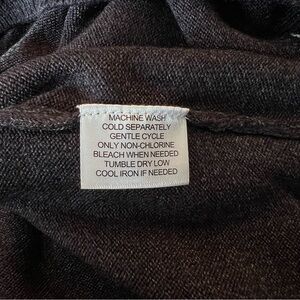 MACHINE WASH
COLD SEPARATELY
GENTLE CYCLE
ONLY NON-CHLORINE
BLEACH WHEN NEEDED
TUMBLE DRY LOW
COOL IRON IF NEEDED